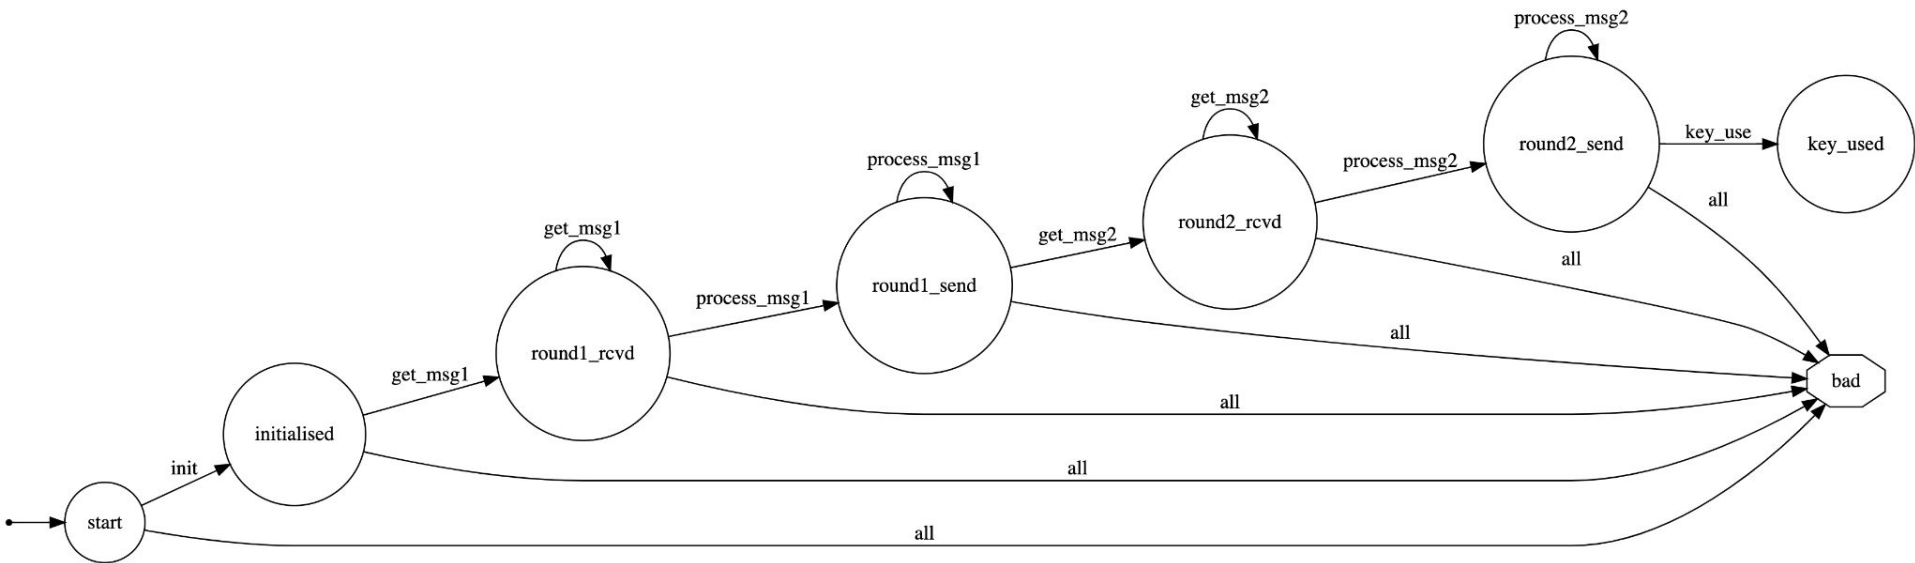 process_msg2
get_msg2
key_use
round2_send
key_used
process_msg1
process_msg2
all
get_msg1
get_msg2
round2_rcvd
all
process_msg1
round1_send
all
get_msg1
round1_rcvd
bad
all
init
initialised
all
start
all